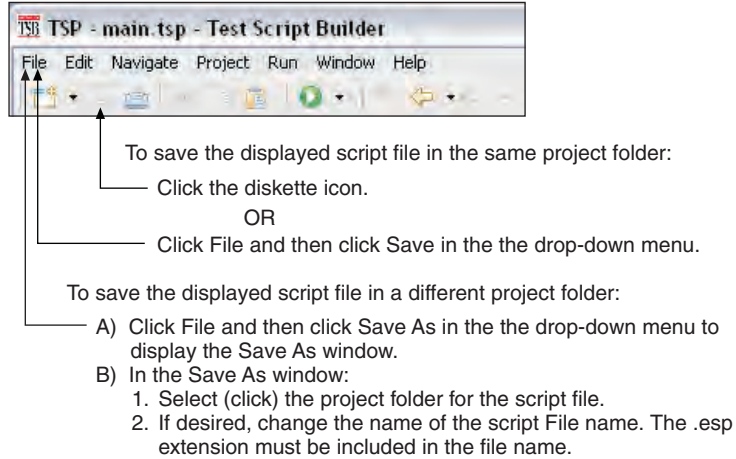 TSB TSP - main.tsp - Test Script Builder
File Edit Navigate Project Run Window Help
To save the displayed script file in the same project folder:
Click the diskette icon.
OR
Click File and then click Save in the the drop-down menu.
To save the displayed script file in a different project folder:
A) Click File and then click Save As in the the drop-down menu to
display the Save As window.
B) In the Save As window:
1. Select (click) the project folder for the script file.
2. If desired, change the name of the script File name. The .esp
extension must be included in the file name.